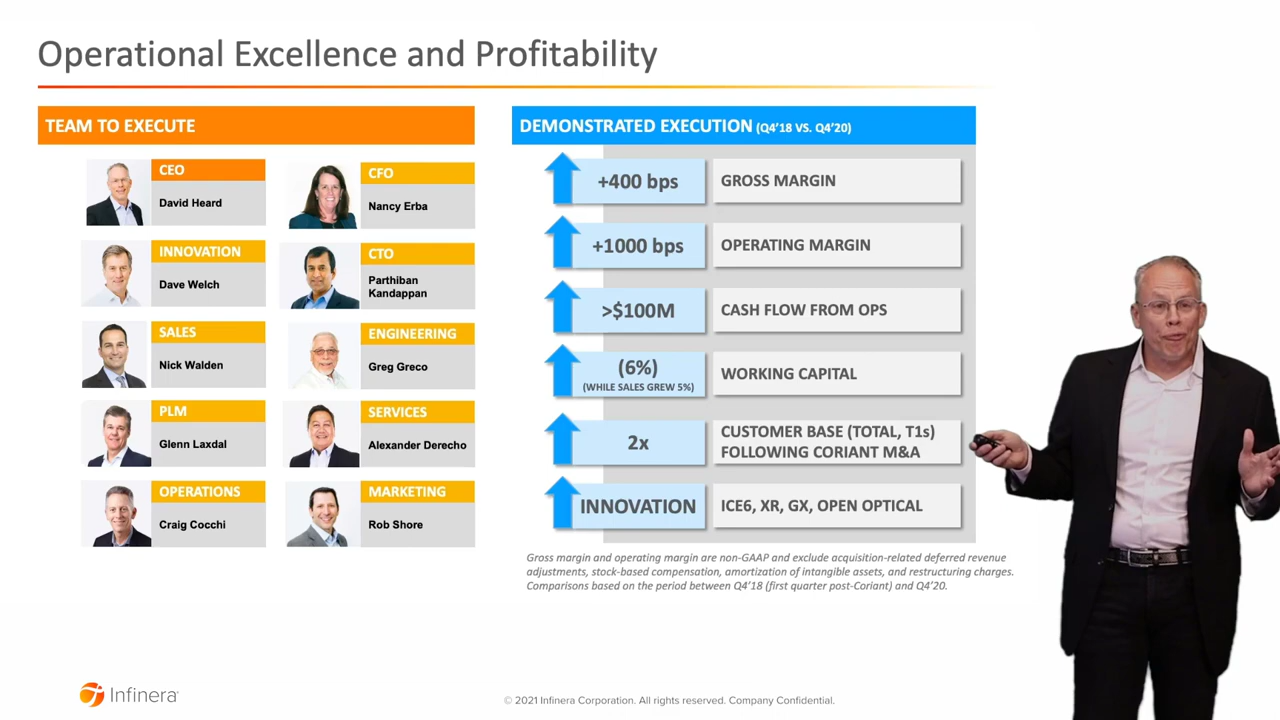 Operational Excellence and Profitability
TEAM TO EXECUTE
CEO
David Heard
CFO
Nancy Erba
INNOVATION
Dave Welch
CTO
Parthiban
Kandappan
SALES
Nick Walden
ENGINEERING
Greg Greco
PLM
Glenn Laxdal
SERVICES
Alexander Derecho
OPERATIONS
Craig Cocchi
MARKETING
Rob Shore
DEMONSTRATED EXECUTION (Q4'18 VS. Q4'20)
+400 bps GROSS MARGIN
+1000 bps OPERATING MARGIN
>$100M CASH FLOW FROM OPS
(6%)
(WHILE SALES GREW 5%)
WORKING CAPITAL
2x
CUSTOMER BASE (TOTAL, T1s)
FOLLOWING CORIANT M&A
INNOVATION ICE6, XR, GX, OPEN OPTICAL
Gross margin and operating margin are non-GAAP and exclude acquisition-related deferred revenue
adjustments, stock-based compensation, amortization of intangible assets, and restructuring charges.
Comparisons based on the period between Q4'18 (first quarter post-Coriant) and Q4'20.
Infinera
© 2021 Infinera Corporation. All rights reserved. Company Confidential.